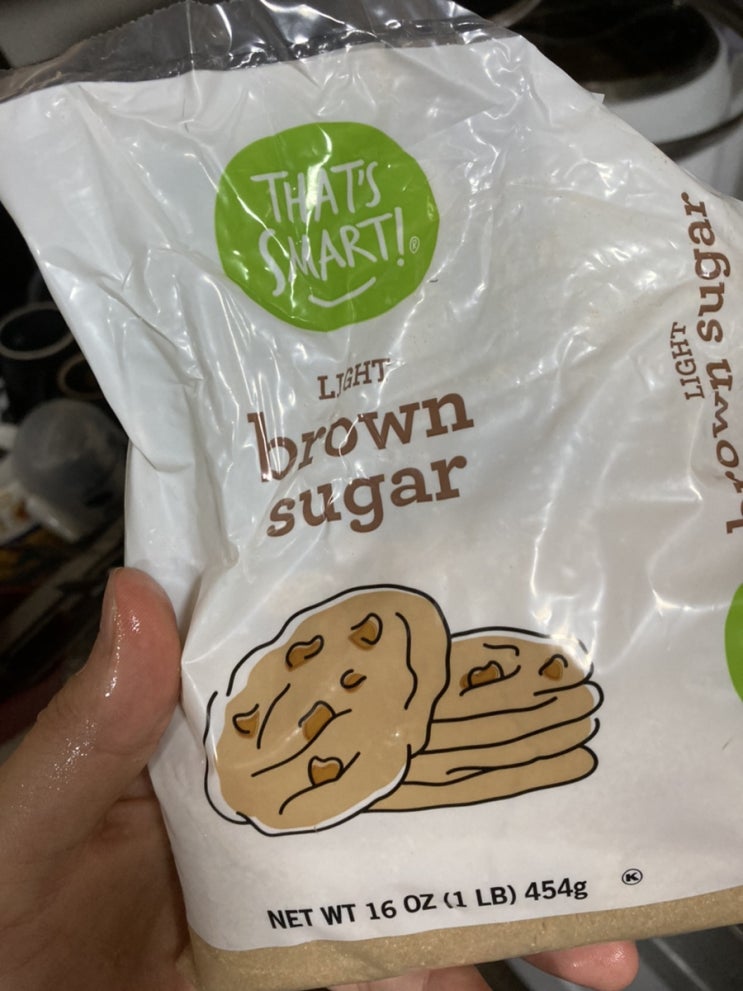 THAT'S
SMART!®
LIGHT
brown
sugar
NET WT 16 OZ (1 LB) 454g
K
LIGHT
brown sugar